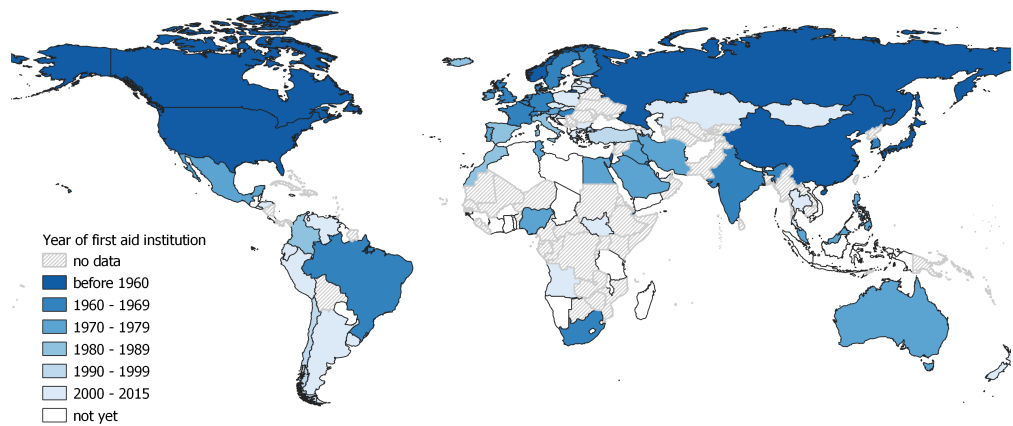 Year of first aid institution
no data
before 1960
1960 - 1969
1970 - 1979
1980 - 1989
1990 - 1999
2000 - 2015
not yet